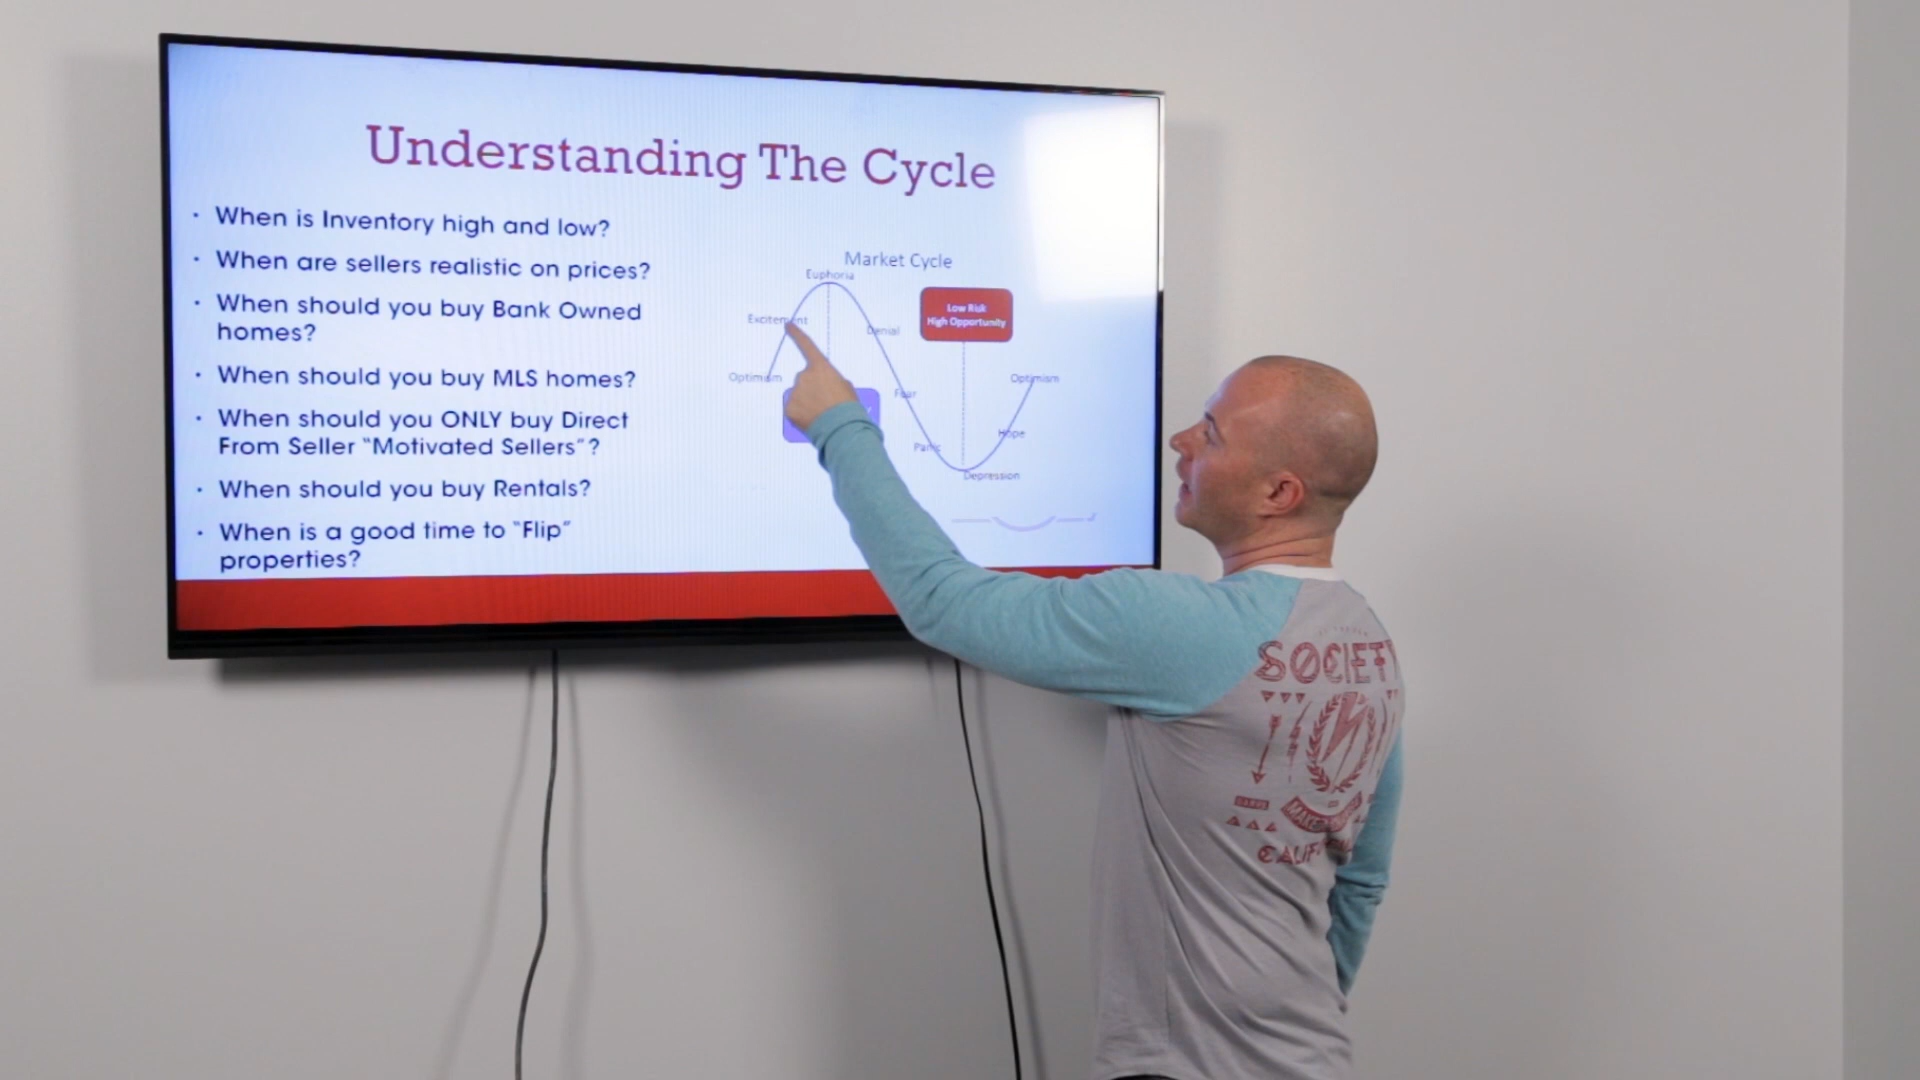 Understanding The Cycle
· When is Inventory high and low?
· When are sellers realistic on prices?
· When should you buy Bank Owned
homes?
· When should you buy MLS homes?
· When should you ONLY buy Direct
From Seller “Motivated Sellers”?
· When should you buy Rentals?
· When is a good time to “Flip”
properties?
Market Cycle
Euphoria
Excitement
Denial
Low Risk
High Opportunity
Optimism
Fear
Optimism
Panic
Hope
Depression
SOCIETY